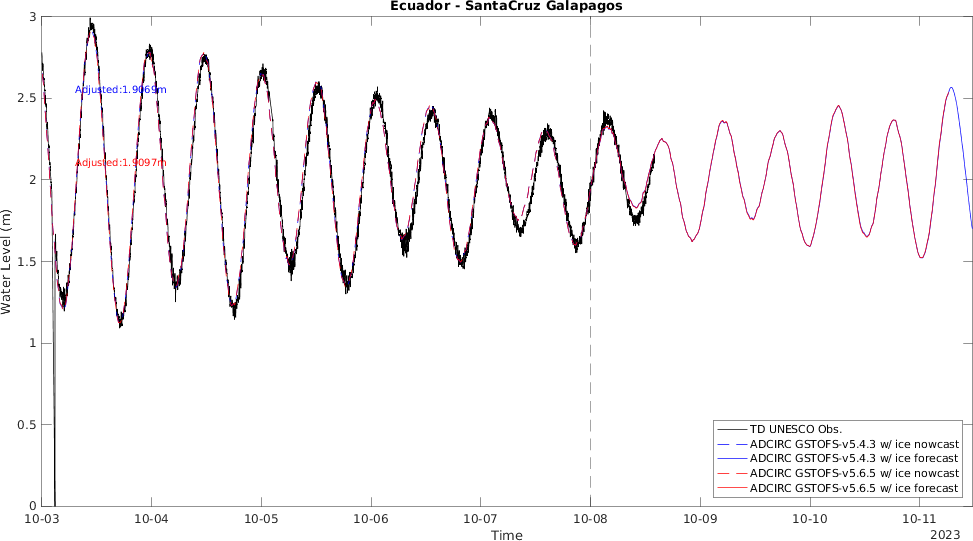 Ecuador - SantaCruz Galapagos
3
2.5
2
1.5
1
0.5
0
Water Level (m)
Adjusted:1.9069m
Adjusted:1.9097m
TD UNESCO Obs.
ADCIRC GSTOFS-v5.4.3 w/ ice nowcast
ADCIRC GSTOFS-v5.4.3 w/ ice forecast
ADCIRC GSTOFS-v5.6.5 w/ ice nowcast
ADCIRC GSTOFS-v5.6.5 w/ ice forecast
10-03 10-04 10-05 10-06 10-07 10-08 10-09 10-10 10-11
Time
2023